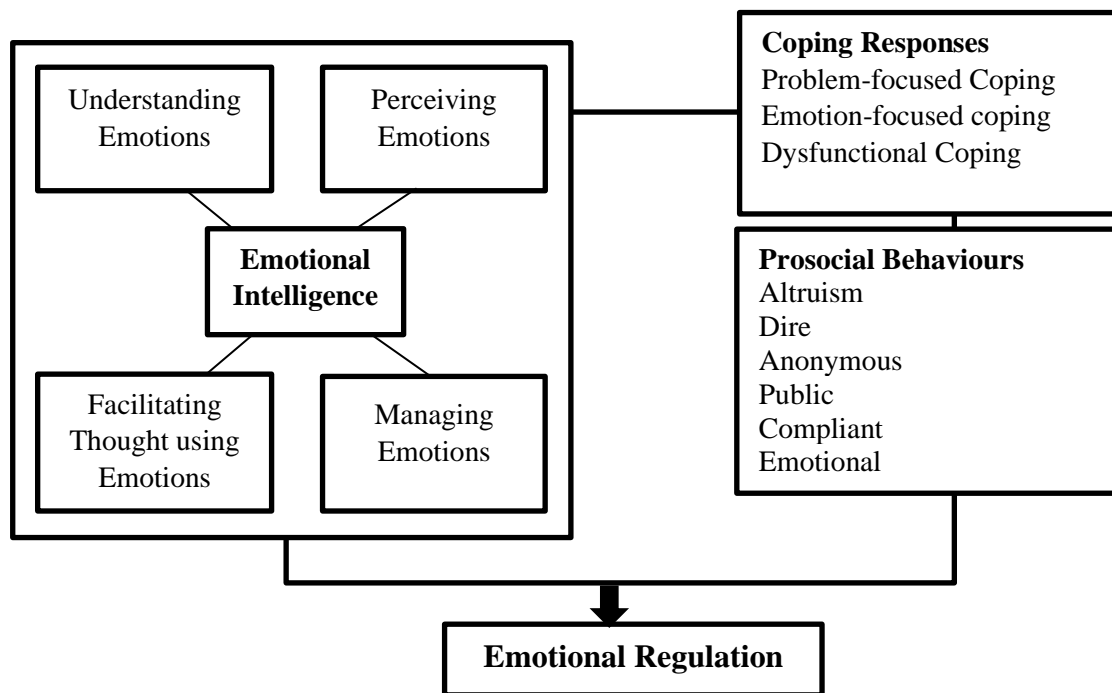 Understanding
Emotions
Perceiving
Emotions
Emotional
Intelligence
Facilitating
Thought using
Emotions
Managing
Emotions
Coping Responses
Problem-focused Coping
Emotion-focused coping
Dysfunctional Coping
Prosocial Behaviours
Altruism
Dire
Anonymous
Public
Compliant
Emotional
Emotional Regulation